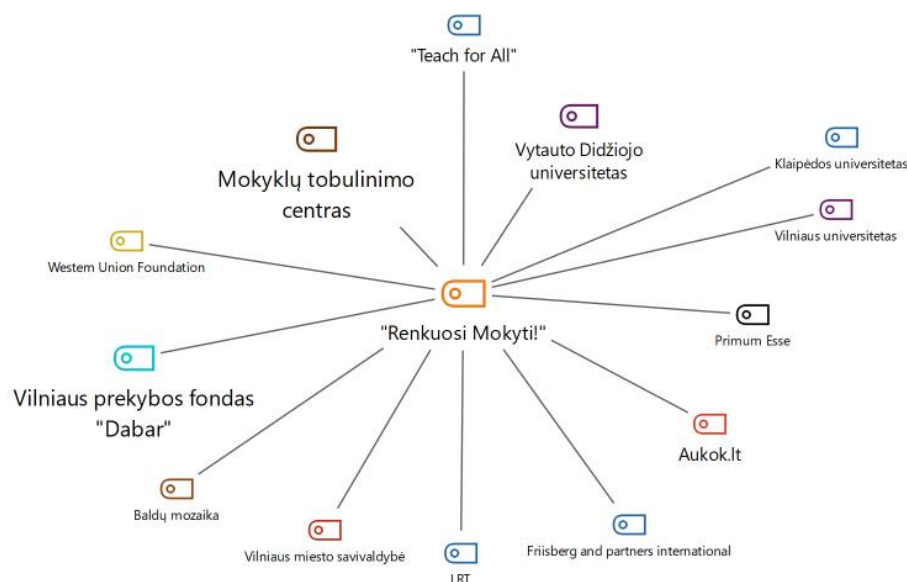 "Teach for All"
Mokyklų tobulinimo
centras
Vytauto Didžiojo
universitetas
Klaipėdos universitetas
Vilniaus universitetas
Western Union Foundation
"Renkuosi Mokyti!"
Primum Esse
Vilniaus prekybos fondas
"Dabar"
Aukok.lt
Baldų mozaika
Vilniaus miesto savivaldybė
LRT
Friisberg and partners international